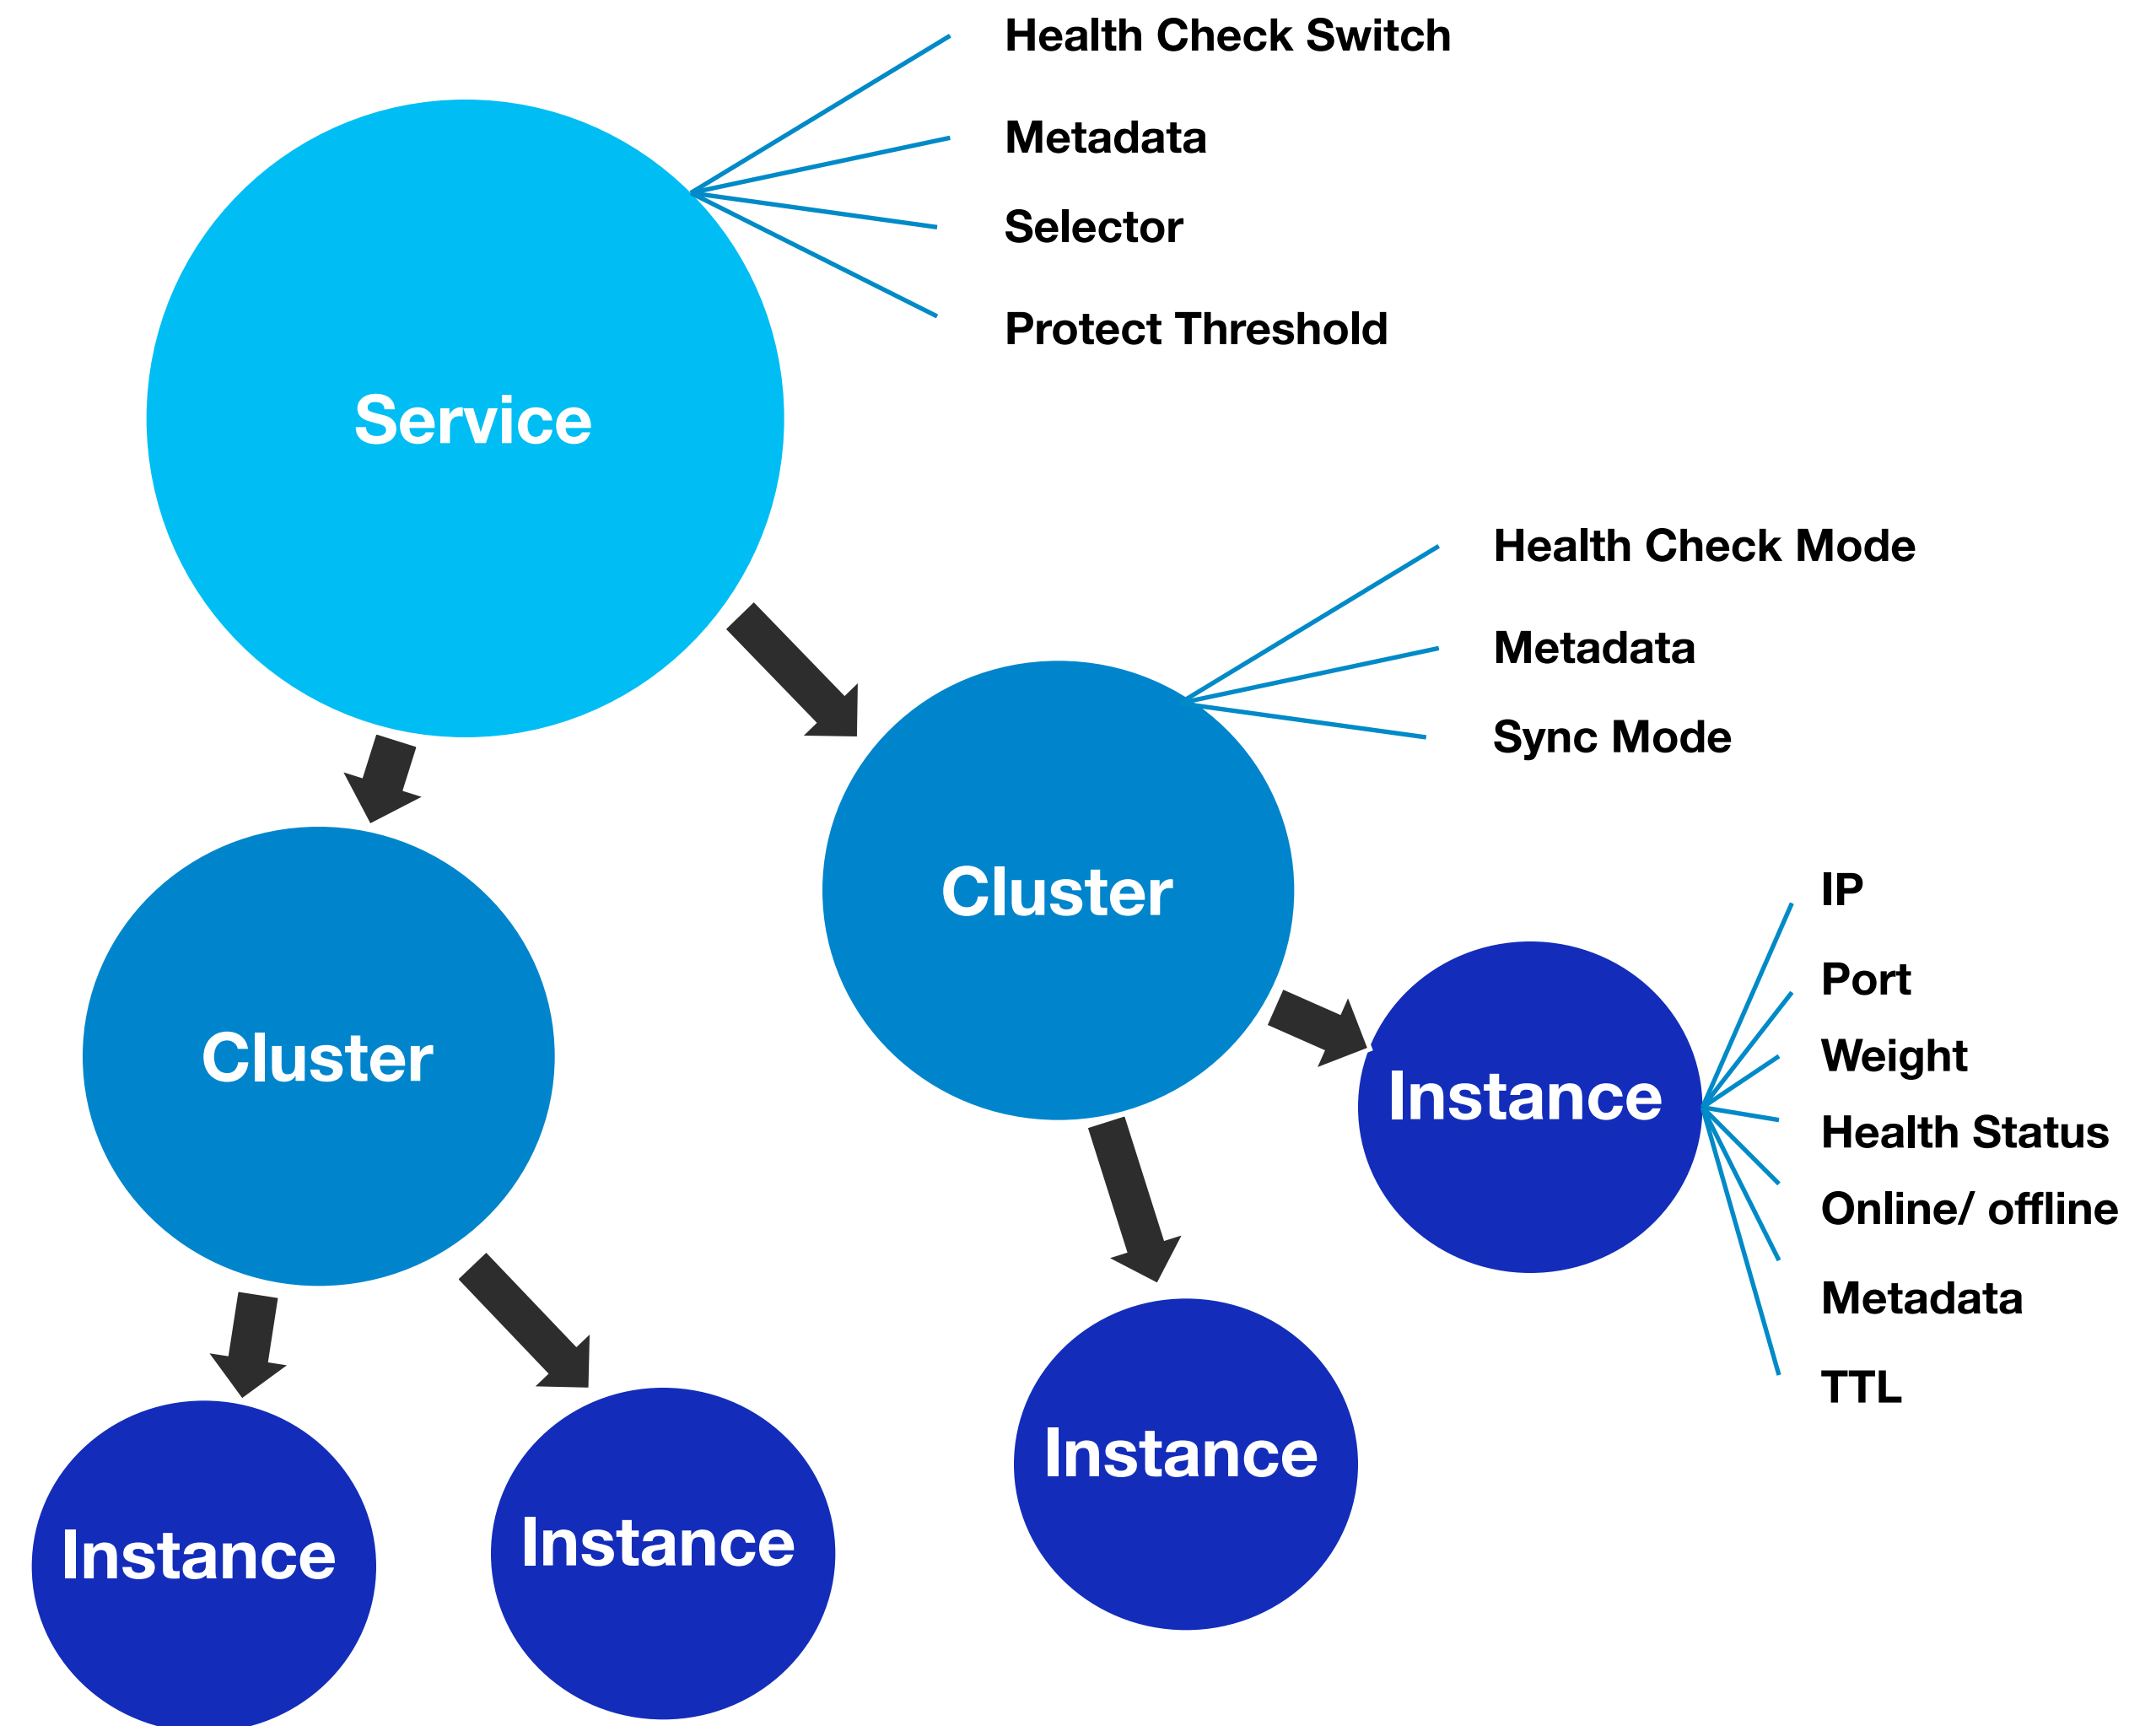 Health Check Switch
Metadata
Selector
Protect Threshold
Service
Health Check Mode
Metadata
Sync Mode
Cluster
Cluster
IP
Port
Weight
Health Status
Online/ offline
Metadata
TTL
Instance
Instance
Instance
Instance